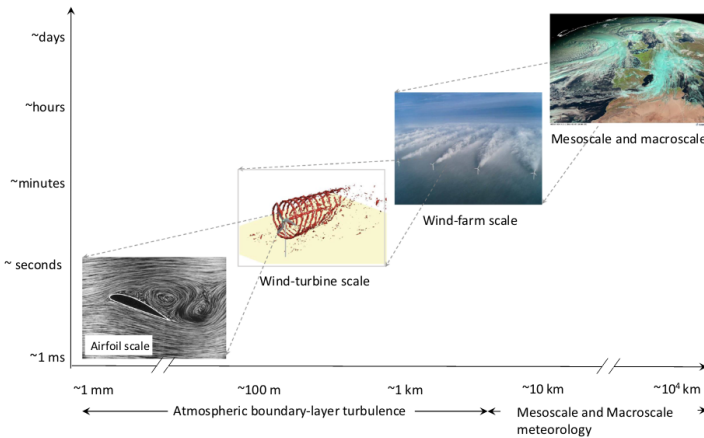 ~days
~hours
~minutes
~ seconds
~1 ms
Mesoscale and macroscale
Wind-farm scale
Wind-turbine scale
Airfoil scale
~1 mm
~100 m
~1 km
~10 km
~10⁴ km
Atmospheric boundary-layer turbulence
Mesoscale and Macroscale
meteorology